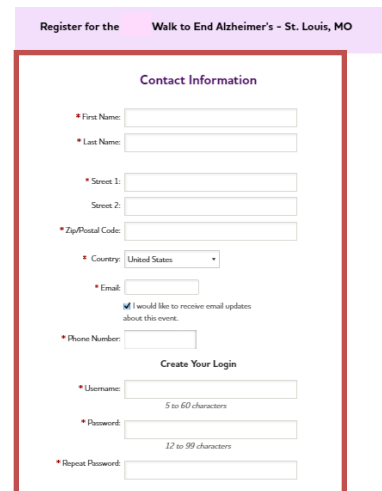 Register for the Walk to End Alzheimer's - St. Louis, MO
Contact Information
* First Name:
* Last Name:
* Street 1:
Street 2:
* Zip/Postal Code:
* Country: United States
* Email:
I would like to receive email updates
about this event.
* Phone Number:
Create Your Login
* Username:
5 to 60 characters
* Password:
12 to 99 characters
* Repeat Password: